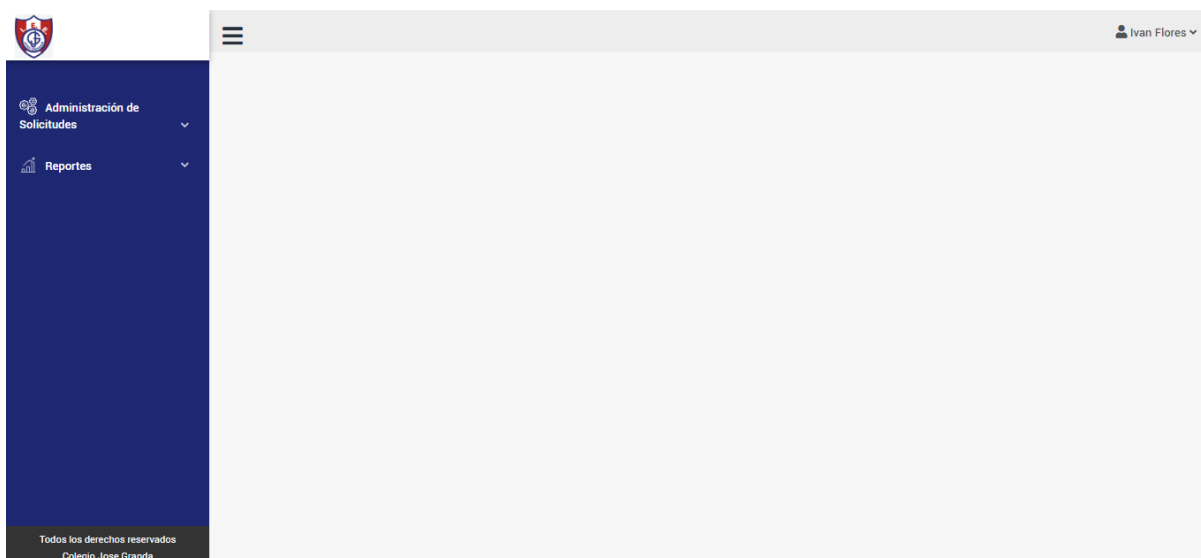 Ivan Flores
Administración de
Solicitudes
Reportes
Todos los derechos reservados
Colegio Jose Granda